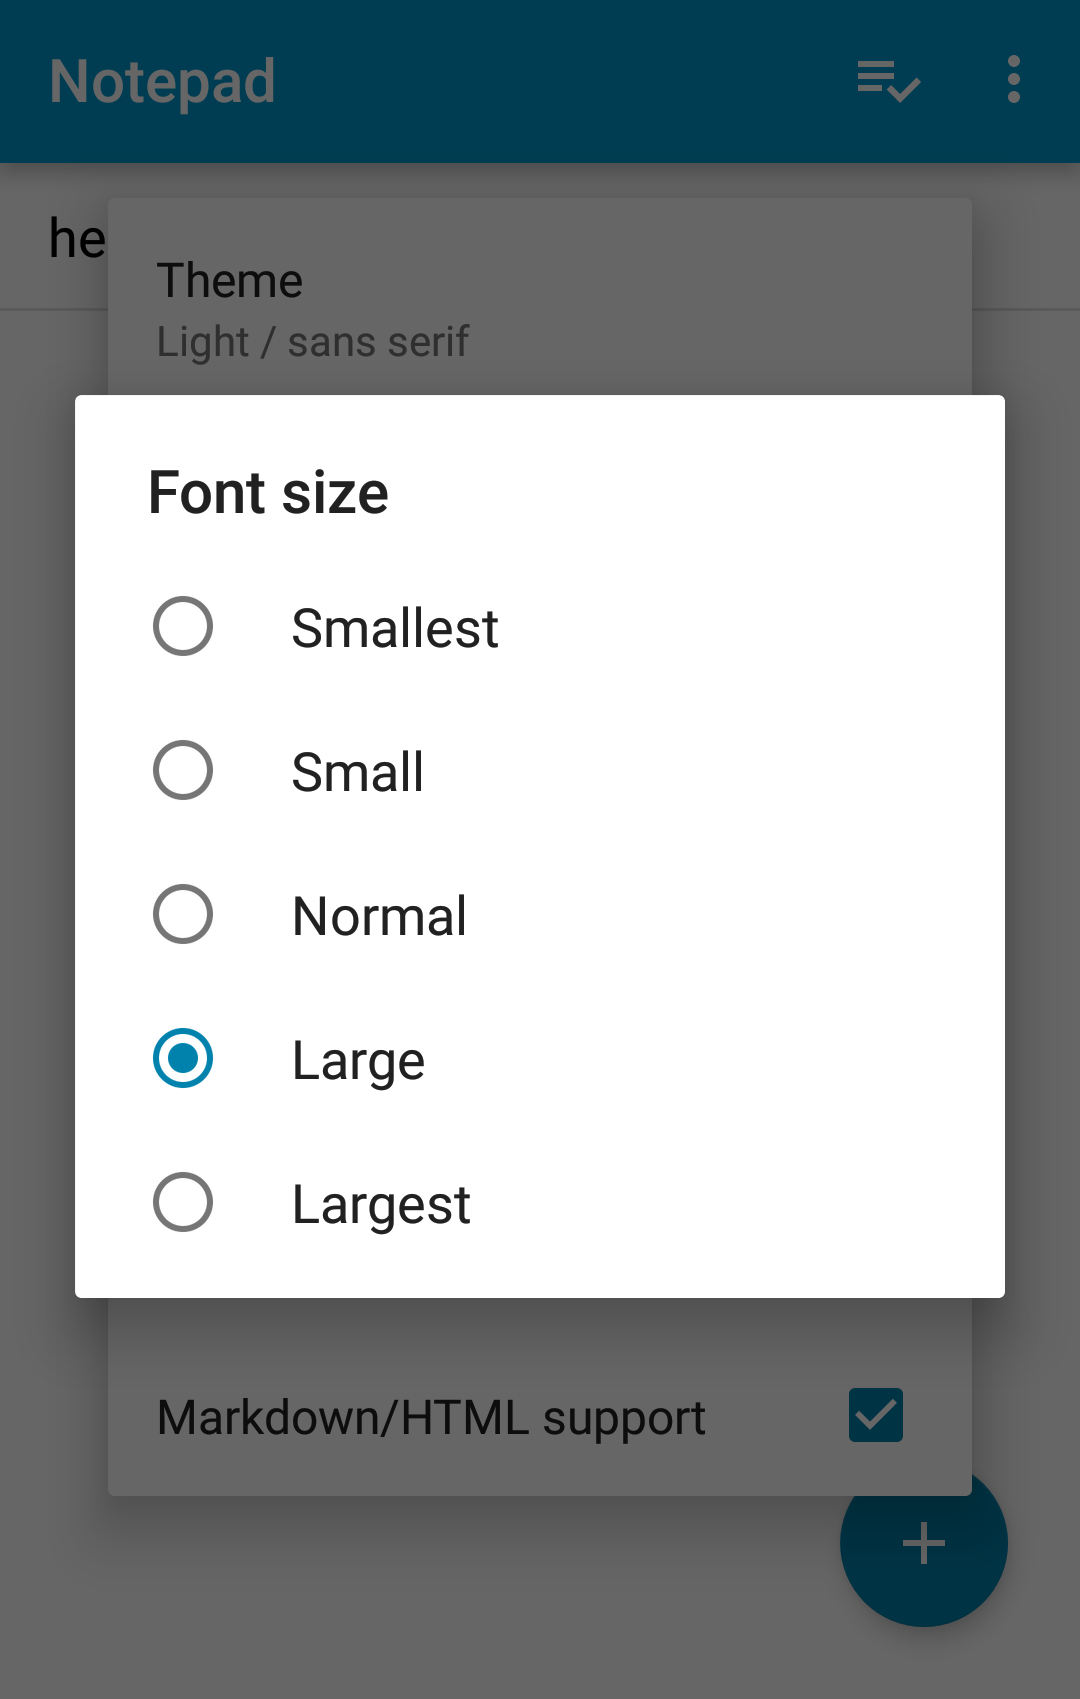 Notepad
he
Theme
Light / sans serif
Font size
Smallest
Small
Normal
Large
Largest
Markdown/HTML support